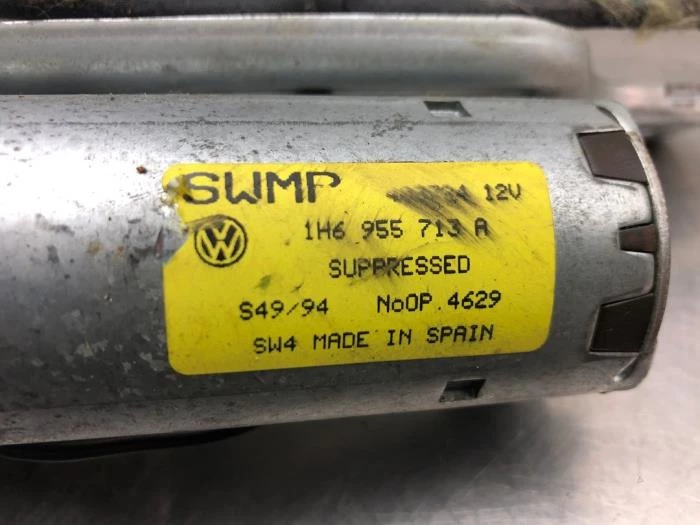 SWMP 12V
1H6 955 713 A
SUPPRESSED
S49/94 NoOP.4629
SW4 MADE IN SPAIN